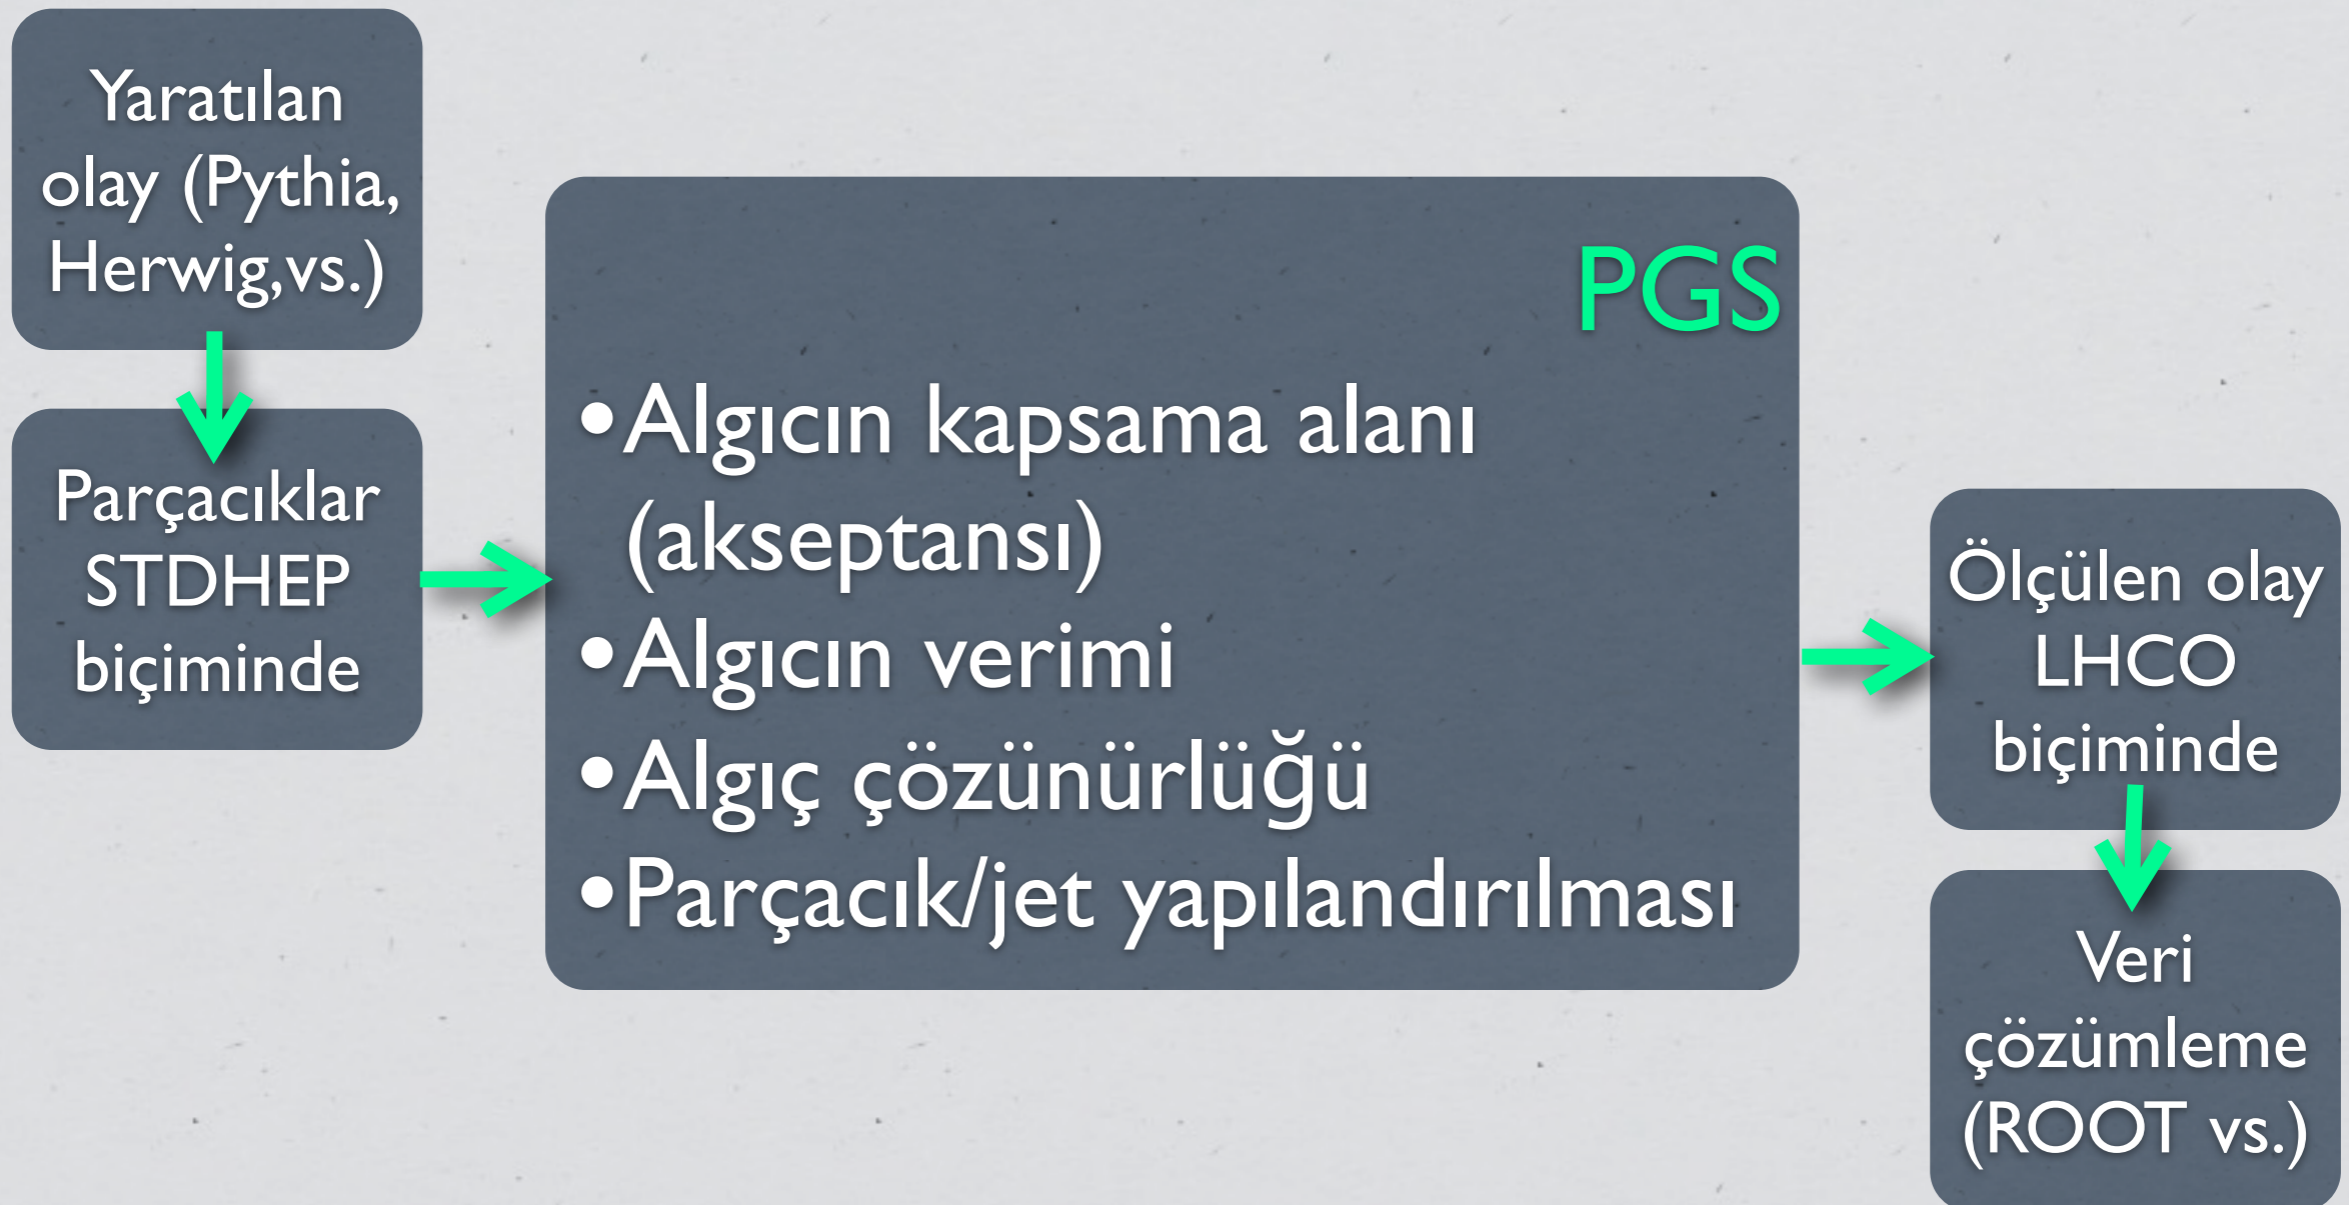 Yaratılan
olay (Pythia,
Herwig,vs.)
Parçacıklar
STDHEP
biçiminde
PGS
•Algıcın kapsama alanı
(akseptansı)
•Algıcın verimi
•Algıç çözünürlüğü
•Parçacık/jet yapılandırılması
Ölçülen olay
LHCO
biçiminde
Veri
çözümleme
(ROOT vs.)